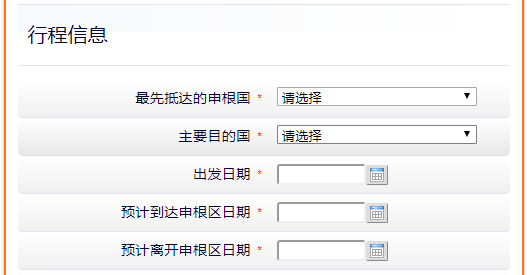 行程信息
最先抵达的申根国 * 请选择
主要目的国 * 请选择
出发日期 *
预计到达申根区日期 *
预计离开申根区日期 *